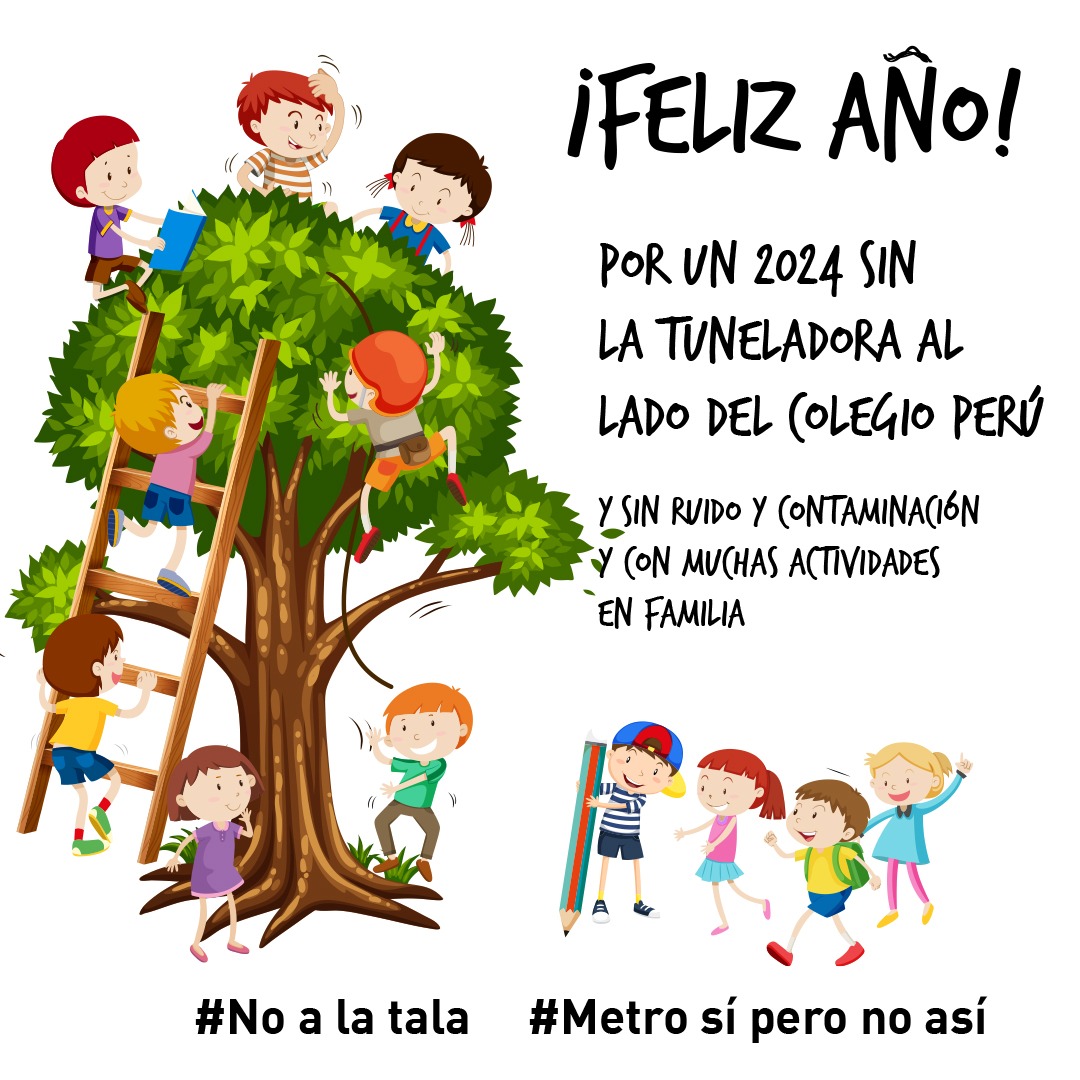 ¡FELIZ AÑO!
POR UN 2024 SIN
LA TUNELADORA AL
LADO DEL COLEGIO PERÚ
Y SIN RUIDO Y CONTAMINACIÓN
Y CON MUCHAS ACTIVIDADES
EN FAMILIA
#No a la tala #Metro sí pero no así